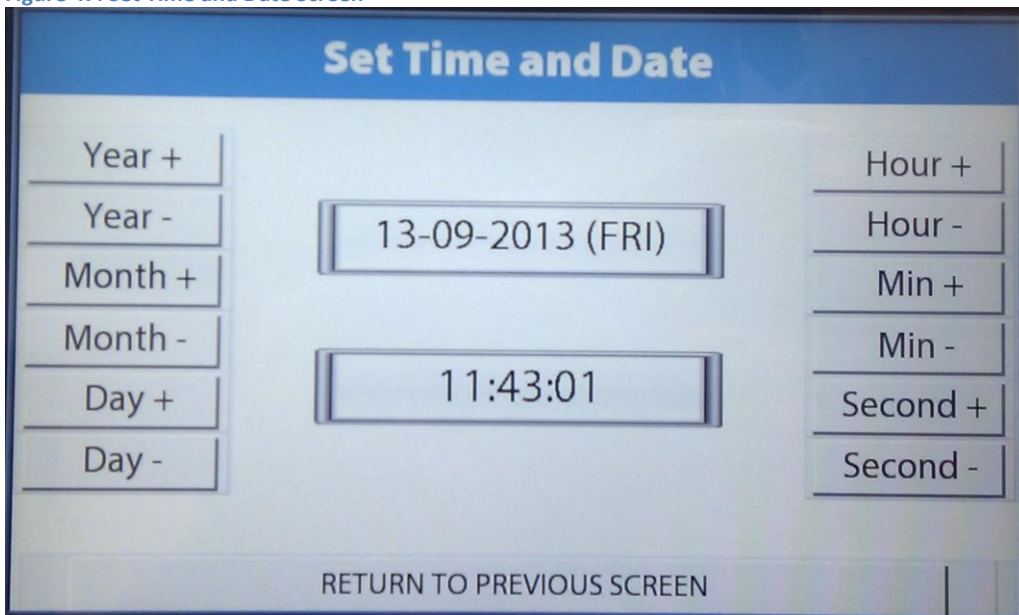 Set Time and Date
Year +
Year -
Month +
Month -
Day +
Day -
13-09-2013 (FRI)
11:43:01
Hour +
Hour -
Min +
Min -
Second +
Second -
RETURN TO PREVIOUS SCREEN